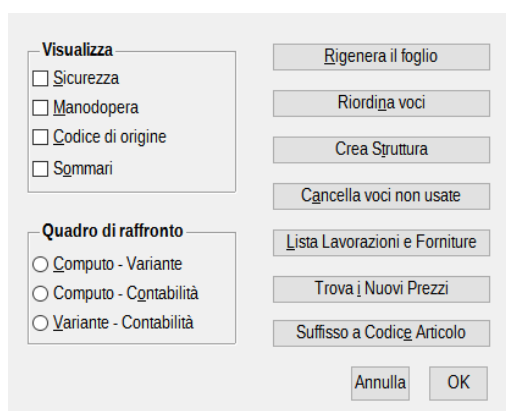 Visualizza
Sicurezza
Manodopera
Codice di origine
Sommari
Quadro di raffronto
Computo - Variante
Computo - Contabilità
Variante - Contabilità
Rigenera il foglio
Riordina voci
Crea Struttura
Cancella voci non usate
Lista Lavorazioni e Forniture
Trova i Nuovi Prezzi
Suffisso a Codice Articolo
Annulla
OK